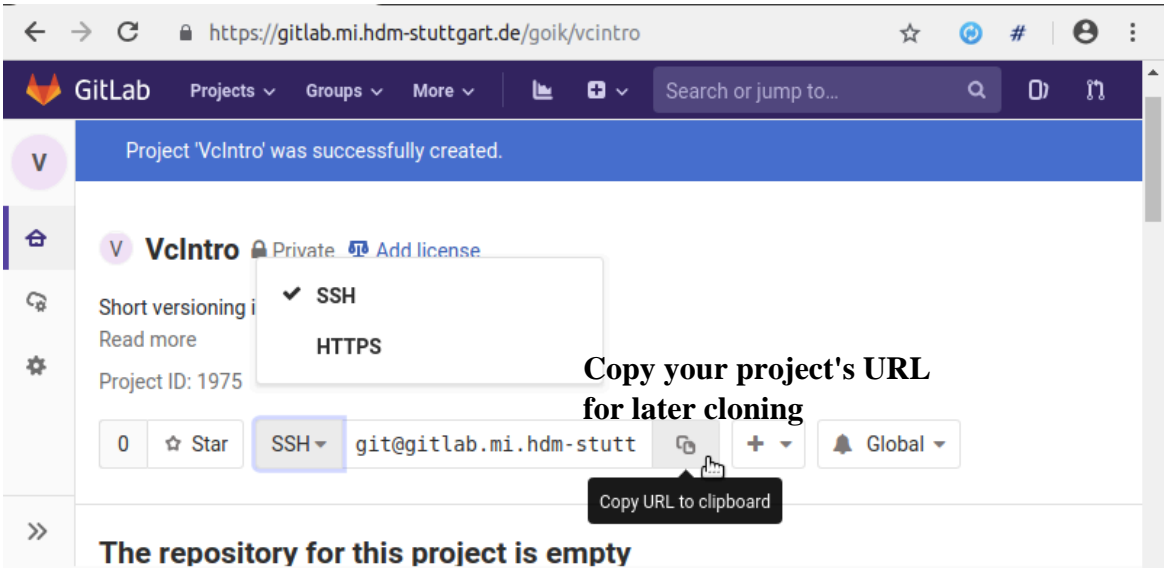 https://gitlab.mi.hdm-stuttgart.de/goik/vcintro
GitLab Projects Groups More Search or jump to...
V Project 'VcIntro' was successfully created.
V VcIntro Private Add license
SSH
Short versioning i
HTTPS
Read more
Copy your project's URL
Project ID: 1975
for later cloning
0 Star SSH git@gitlab.mi.hdm-stutt + Global
Copy URL to clipboard
The repository for this project is empty